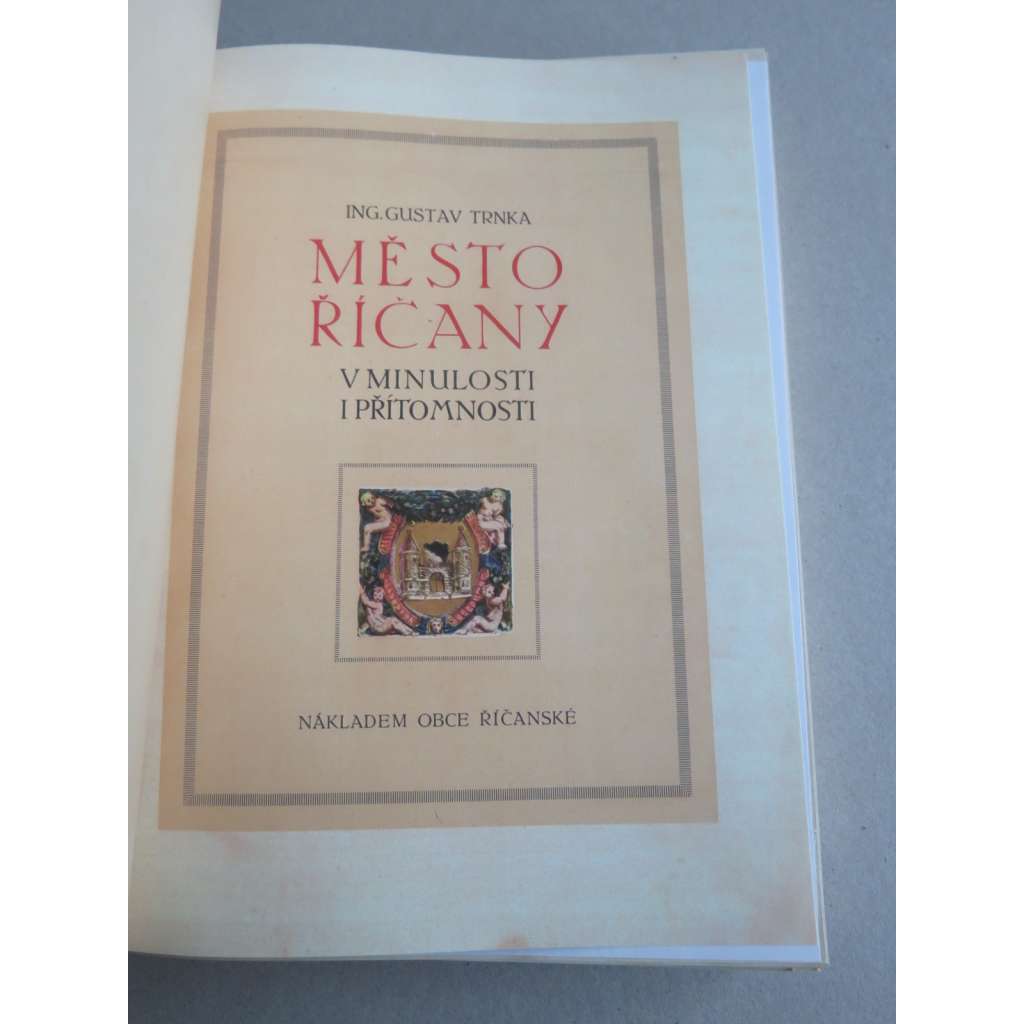 ING. GUSTAV TRNKA
MĚSTO
ŘÍČANY
V MINULOSTI
I PŘÍTOMNOSTI
NÁKLADEM OBCE ŘÍČANSKÉ